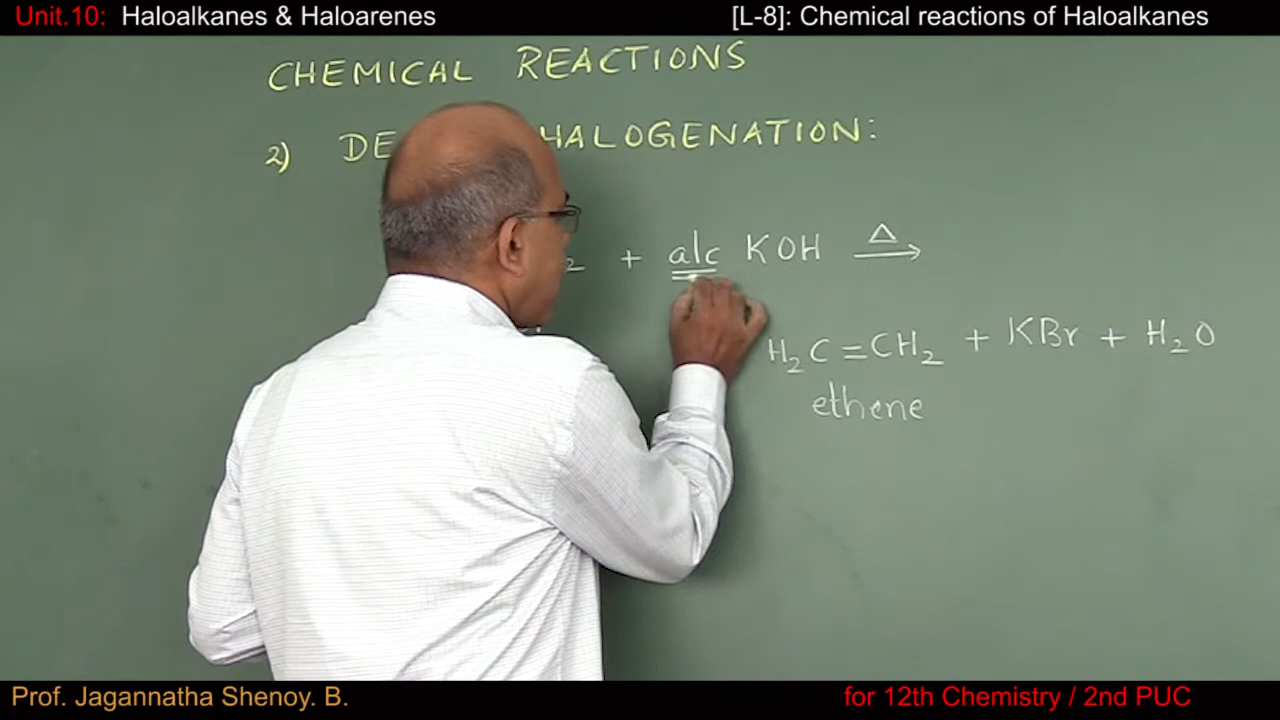 Unit.10: Haloalkanes & Haloarenes [L-8]: Chemical reactions of Haloalkanes
CHEMICAL REACTIONS
2) DE HALOGENATION:
2 + alc KOH Δ→
H₂C=CH₂ + KBr + H₂O
ethene
Prof. Jagannatha Shenoy. B. for 12th Chemistry / 2nd PUC